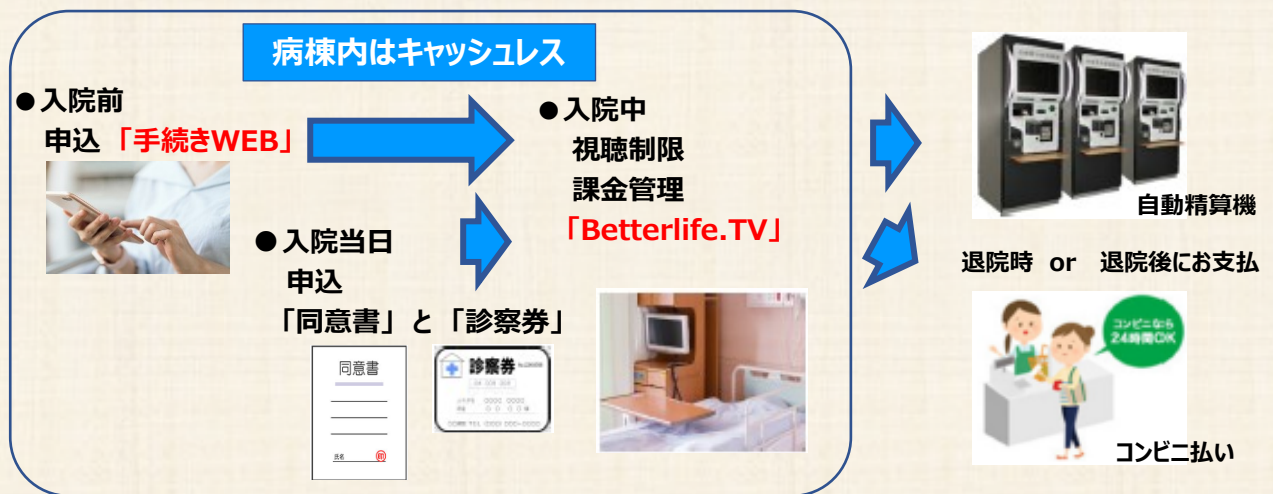 病棟内はキャッシュレス
●入院前
申込「手続きWEB」
●入院当日
申込
「同意書」と「診察券」
同意書
氏名 印
診察券
●入院中
視聴制限
課金管理
「Betterlife.TV」
自動精算機
退院時 or 退院後にお支払
コンビニなら
24時間OK
コンビニ払い